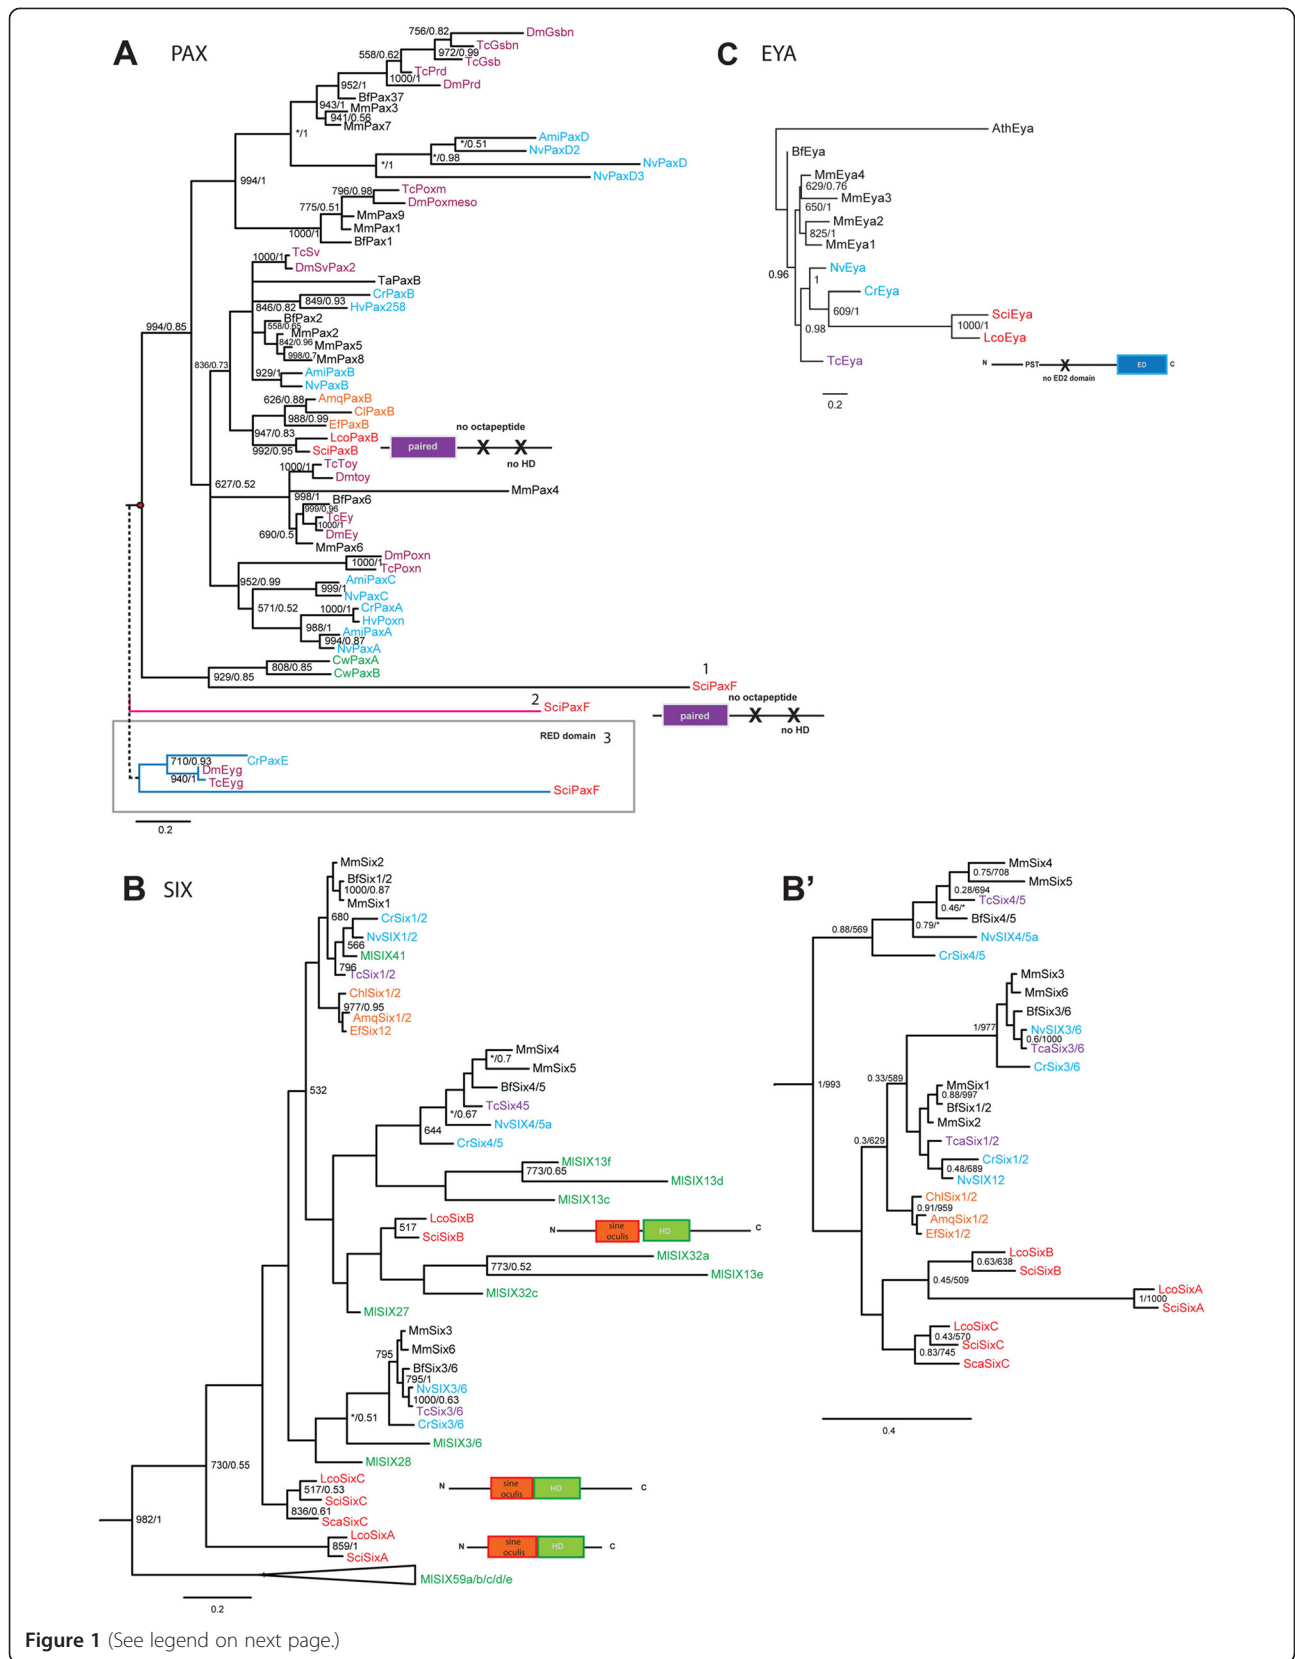 A PAX
756/0.82
DmGsbn
TcGsbn
972/0.99
TcGsb
558/0.62
TcPrd
1000/1
DmPrd
952/1
BfPax37
943/1
MmPax3
941/0.56
MmPax7
*/1
AmiPaxD
*/0.51
NvPaxD2
*/0.98
NvPaxD
*/1
NvPaxD3
994/1
796/0.98
TcPoxm
DmPoxmeso
775/0.51
MmPax9
MmPax1
1000/1
BfPax1
TcSv
1000/1
DmSvPax2
TaPaxB
CrPaxB
849/0.93
846/0.82
HvPax258
BfPax2
558/0.65
MmPax2
842/0.96
MmPax5
998/0.7
MmPax8
994/0.85
836/0.73
AmiPaxB
929/1
NvPaxB
626/0.88
AmqPaxB
ClPaxB
988/0.99
EfPaxB
947/0.83
LcoPaxB
992/0.95
SciPaxB
no octapeptide
paired
no HD
TcToy
1000/1
Dmtoy
627/0.52
MmPax4
998/1
BfPax6
999/0.96
TcEy
1000/1
DmEy
690/0.5
MmPax6
DmPoxn
1000/1
TcPoxn
952/0.99
AmiPaxC
999/1
NvPaxC
571/0.52
CrPaxA
1000/1
HvPoxn
988/1
AmiPaxA
994/0.87
NvPaxA
CwPaxA
808/0.85
CwPaxB
929/0.85
1
SciPaxF
2
SciPaxF
no octapeptide
paired
no HD
RED domain 3
CrPaxE
710/0.93
DmEyg
940/1
TcEyg
SciPaxF
0.2
C EYA
AthEya
BfEya
MmEya4
629/0.76
MmEya3
650/1
MmEya2
825/1
MmEya1
0.96
NvEya
1
CrEya
609/1
SciEya
1000/1
LcoEya
0.98
TcEya
N
PST
no ED2 domain
ED
C
0.2
B SIX
MmSix2
BfSix1/2
1000/0.87
MmSix1
680
CrSix1/2
NvSIX1/2
566
MlSIX41
796
TcSix1/2
ChlSix1/2
977/0.95
AmqSix1/2
EfSix12
532
MmSix4
*/0.7
MmSix5
BfSix4/5
TcSix45
*/0.67
NvSIX4/5a
644
CrSix4/5
MlSIX13f
773/0.65
MlSIX13d
MlSIX13c
LcoSixB
517
SciSixB
N
sine
oculis
HD
C
MlSIX32a
773/0.52
MlSIX13e
MlSIX32c
MlSIX27
MmSix3
795
MmSix6
BfSix3/6
795/1
NvSIX3/6
1000/0.63
TcSix3/6
*/0.51
CrSix3/6
MlSIX3/6
MlSIX28
730/0.55
LcoSixC
517/0.53
SciSixC
836/0.61
ScaSixC
N
sine
oculis
HD
C
982/1
LcoSixA
859/1
SciSixA
N
sine
oculis
HD
C
MlSIX59a/b/c/d/e
0.2
B'
MmSix4
0.75/708
MmSix5
0.28/694
TcSix4/5
0.46/*
BfSix4/5
0.79/*
0.88/569
NvSIX4/5a
CrSix4/5
MmSix3
MmSix6
BfSix3/6
1/977
NvSIX3/6
0.6/1000
TcaSix3/6
CrSix3/6
0.33/589
1/993
MmSix1
0.88/997
BfSix1/2
MmSix2
0.3/629
TcaSix1/2
CrSix1/2
0.48/689
NvSIX12
ChlSix1/2
0.91/959
AmqSix1/2
EfSix1/2
LcoSixB
0.63/638
SciSixB
0.45/509
LcoSixA
1/1000
SciSixA
LcoSixC
0.43/570
SciSixC
0.83/745
ScaSixC
0.4
Figure 1 (See legend on next page.)